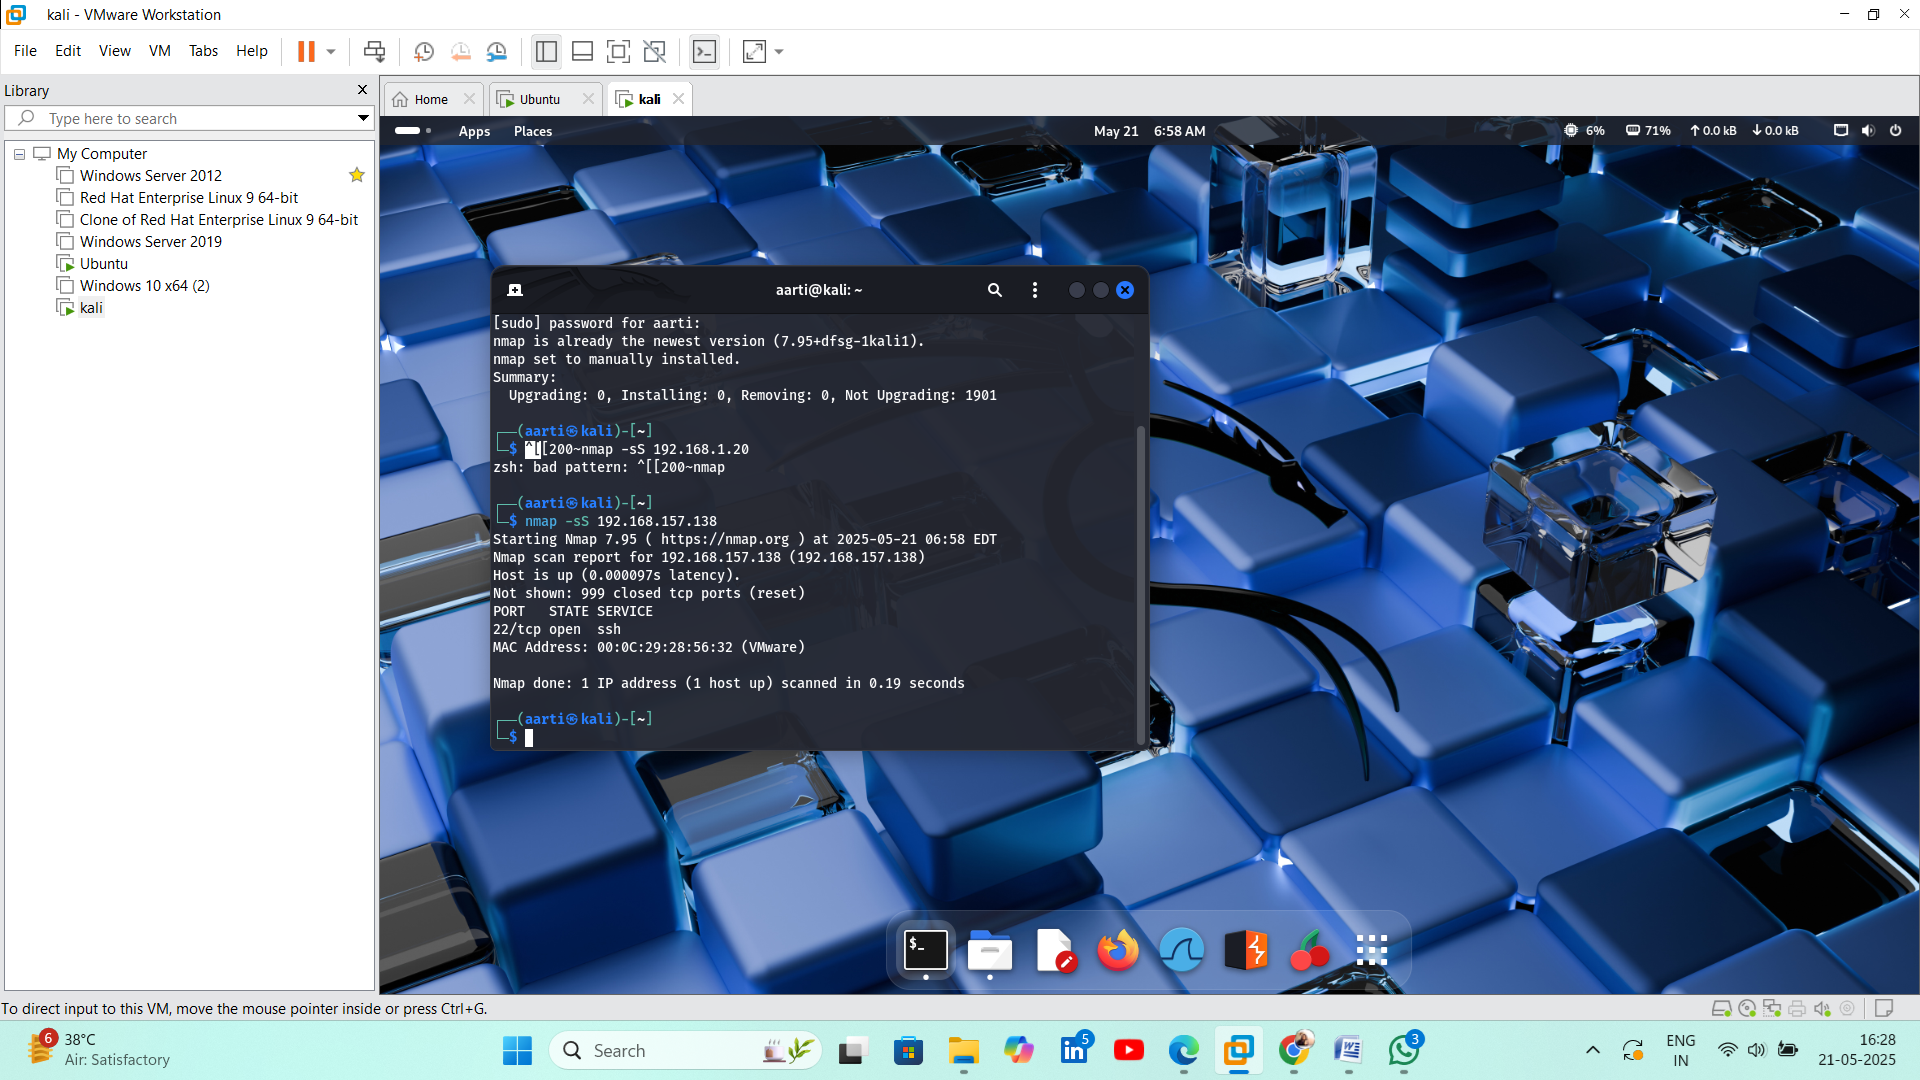 kali - VMware Workstation
File Edit View VM Tabs Help
Library
Type here to search
My Computer
Windows Server 2012
Red Hat Enterprise Linux 9 64-bit
Clone of Red Hat Enterprise Linux 9 64-bit
Windows Server 2019
Ubuntu
Windows 10 x64 (2)
kali
Home Ubuntu kali
Apps Places May 21 6:58 AM 6% 71% 0.0 kB 0.0 kB
aarti@kali: ~
[sudo] password for aarti:
nmap is already the newest version (7.95+dfsg-1kali1).
nmap set to manually installed.
Summary:
Upgrading: 0, Installing: 0, Removing: 0, Not Upgrading: 1901
┌──(aarti㉿kali)-[~]
└─$ ^[[200~nmap -sS 192.168.1.20
zsh: bad pattern: ^[[200~nmap
┌──(aarti㉿kali)-[~]
└─$ nmap -sS 192.168.157.138
Starting Nmap 7.95 ( https://nmap.org ) at 2025-05-21 06:58 EDT
Nmap scan report for 192.168.157.138 (192.168.157.138)
Host is up (0.000097s latency).
Not shown: 999 closed tcp ports (reset)
PORT   STATE SERVICE
22/tcp open  ssh
MAC Address: 00:0C:29:28:56:32 (VMware)
Nmap done: 1 IP address (1 host up) scanned in 0.19 seconds
┌──(aarti㉿kali)-[~]
└─$
$_
To direct input to this VM, move the mouse pointer inside or press Ctrl+G.
6 38°C
Air: Satisfactory
Search
5
3
ENG
IN
16:28
21-05-2025